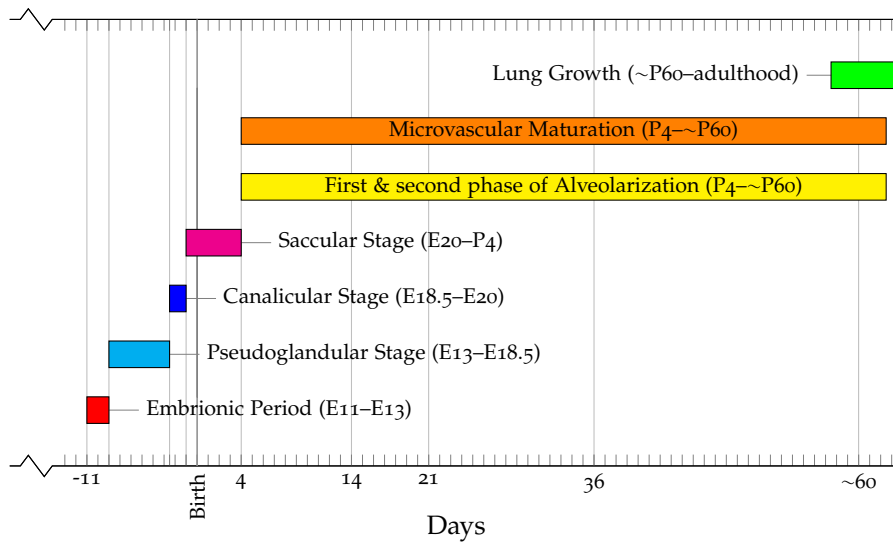 Lung Growth (~P60–adulthood)
Microvascular Maturation (P4–~P60)
First & second phase of Alveolarization (P4–~P60)
Saccular Stage (E20–P4)
Canalicular Stage (E18.5–E20)
Pseudoglandular Stage (E13–E18.5)
Embrionic Period (E11–E13)
-11 Birth 4 14 21 36 ~60
Days